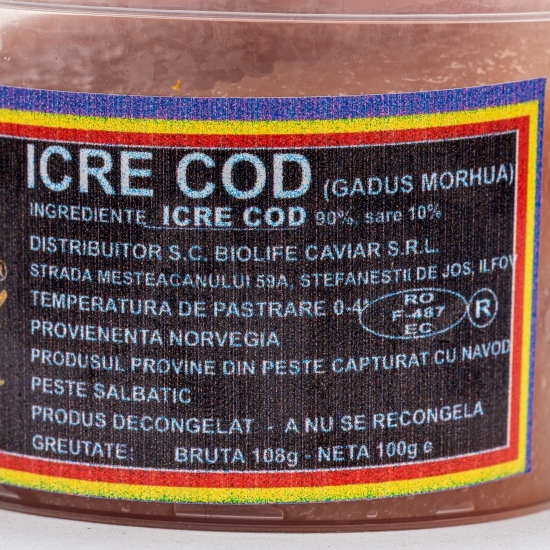 ICRE COD (GADUS MORHUA)
INGREDIENTE ICRE COD 90%. sare 10%
DISTRIBUITOR S.C. BIOLIFE CAVIAR S.R.L.
STRADA MESTEACANULUI 59A, STEFANESTII DE JOS, ILFOV
TEMPERATURA DE PASTRARE 0-4°
RO
F-487
EC
®
PROVIENENTA NORVEGIA
PRODUSUL PROVINE DIN PESTE CAPTURAT CU NAVOD
PESTE SALBATIC
PRODUS DECONGELAT - A NU SE RECONGELA
GREUTATE: BRUTA 108g - NETA 100g e